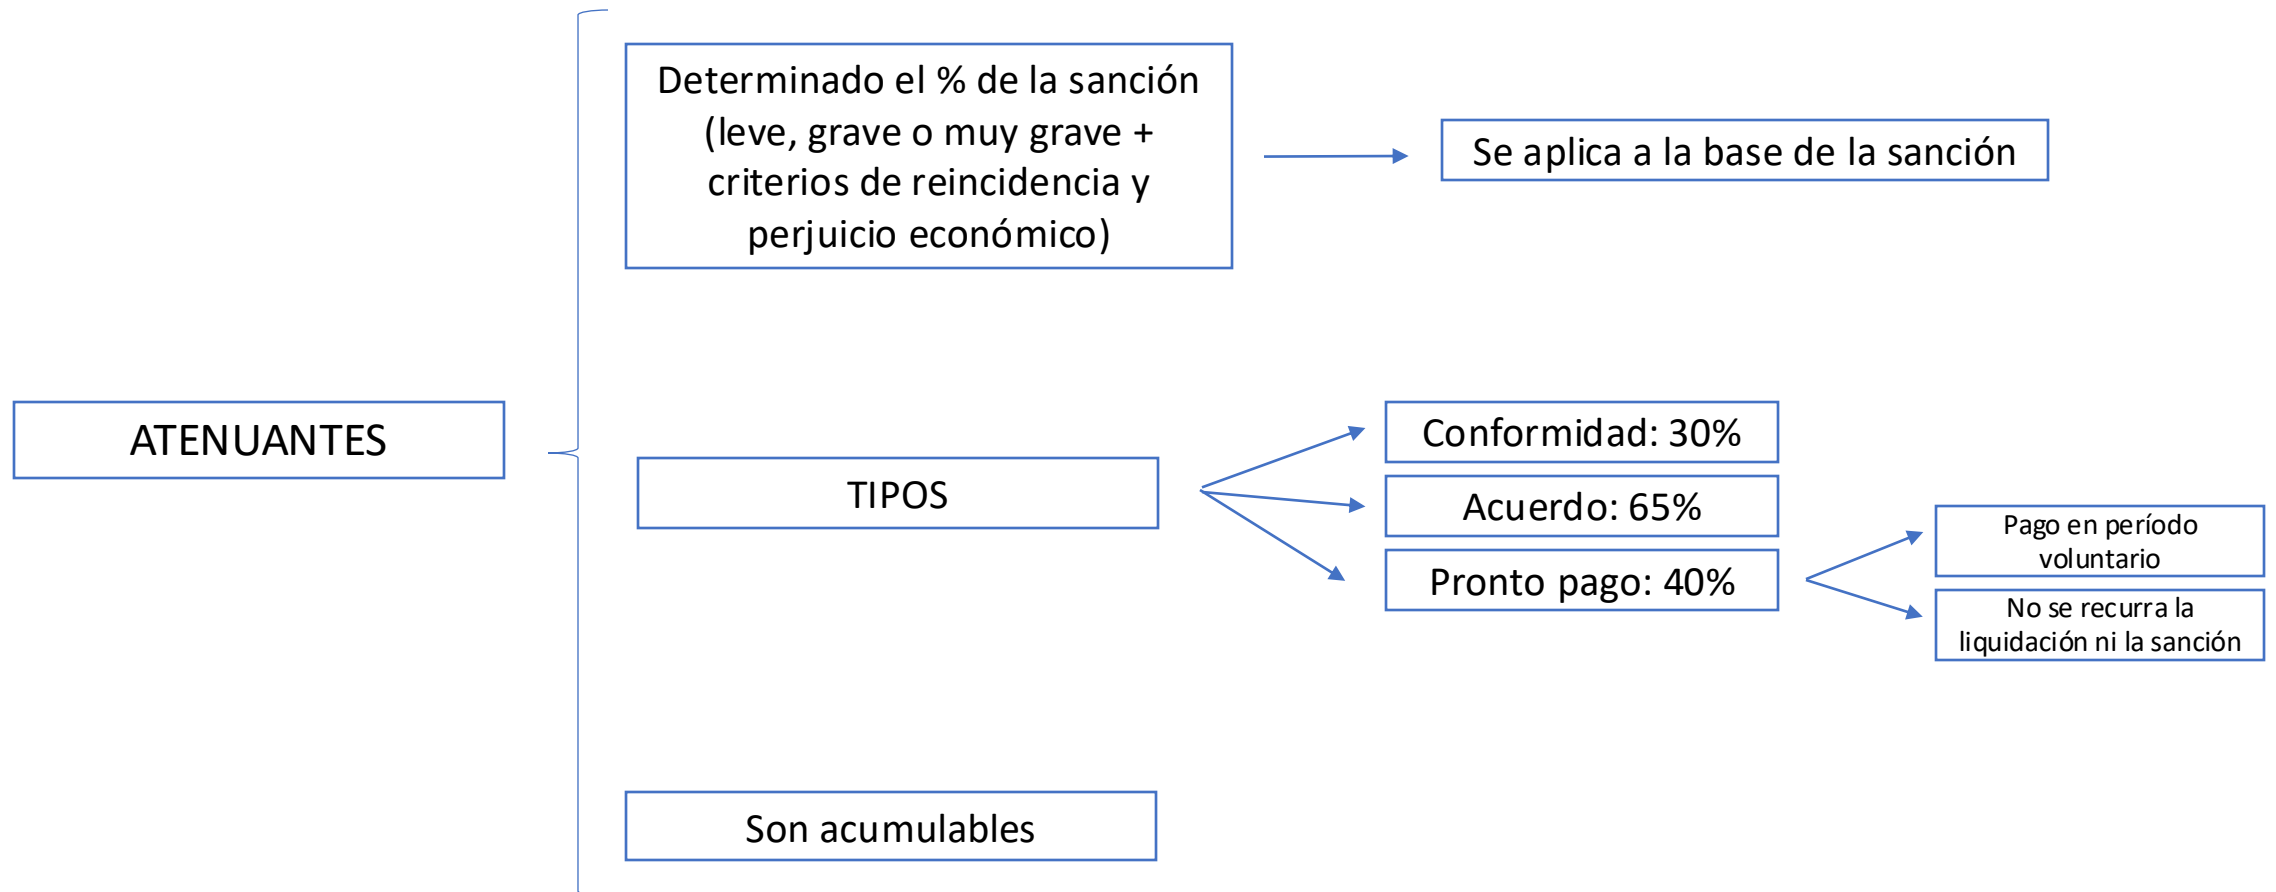 Determinado el % de la sanción
(leve, grave o muy grave +
criterios de reincidencia y
perjuicio económico)
Se aplica a la base de la sanción
ATENUANTES
TIPOS
Conformidad: 30%
Acuerdo: 65%
Pronto pago: 40%
Pago en período
voluntario
No se recurra la
liquidación ni la sanción
Son acumulables